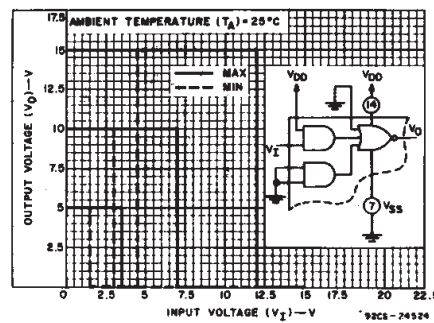 17.5
AMBIENT TEMPERATURE (TA)=25°C
15
MAX
MIN
12.5
10
7.5
5
2.5
OUTPUT VOLTAGE (VO)—V
VDD
VDD
14
VI
VO
7
VSS
0 2.5 5 7.5 10 12.5 15 17.5 20 22.5
INPUT VOLTAGE (VI)—V
92CS-24524